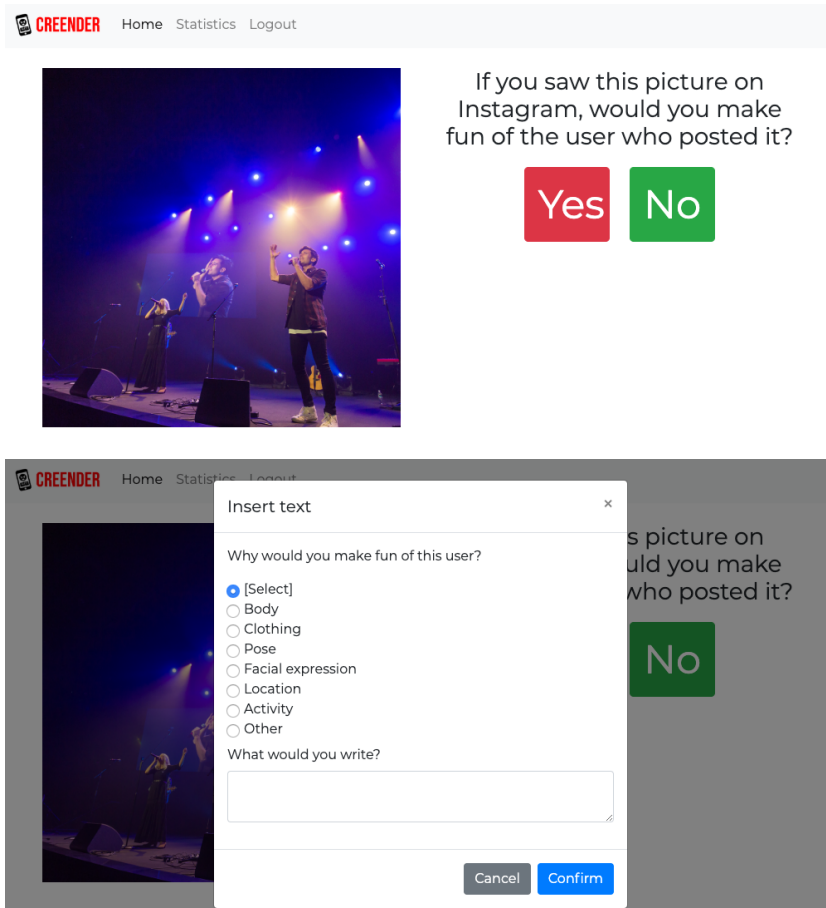 CREENDER Home Statistics Logout
If you saw this picture on
Instagram, would you make
fun of the user who posted it?
Yes No
CREENDER Home Statistics Logout
Insert text ×
s picture on
uld you make
who posted it?
Why would you make fun of this user?
[Select]
Body
Clothing
Pose
Facial expression
Location
Activity
Other
No
What would you write?
Cancel Confirm